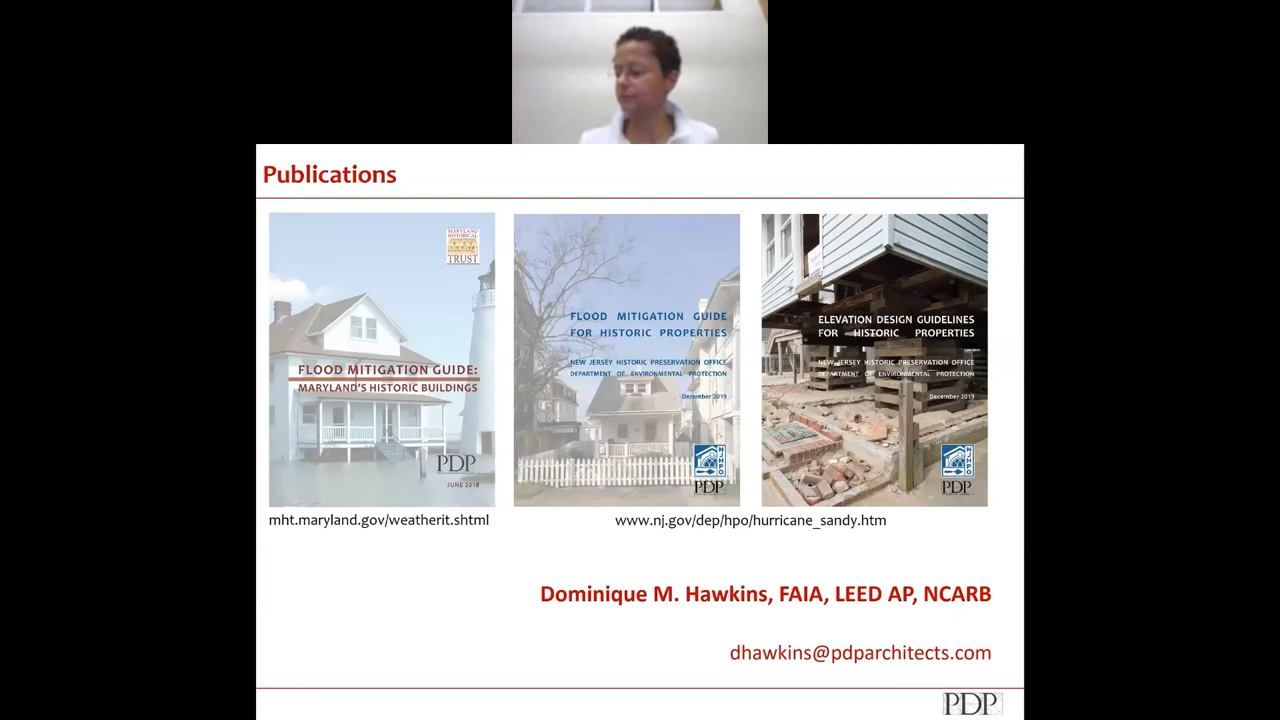 Publications
MARYLAND
HISTORICAL
TRUST
FLOOD MITIGATION GUIDE:
MARYLAND'S HISTORIC BUILDINGS
PDP
JUNE 2018
FLOOD MITIGATION GUIDE
FOR HISTORIC PROPERTIES
NEW JERSEY HISTORIC PRESERVATION OFFICE
DEPARTMENT OF ENVIRONMENTAL PROTECTION
December 2019
NJHPO
PDP
ELEVATION DESIGN GUIDELINES
FOR HISTORIC PROPERTIES
NEW JERSEY HISTORIC PRESERVATION OFFICE
DEPARTMENT OF ENVIRONMENTAL PROTECTION
December 2019
NJHPO
PDP
mht.maryland.gov/weatherit.shtml
www.nj.gov/dep/hpo/hurricane_sandy.htm
Dominique M. Hawkins, FAIA, LEED AP, NCARB
dhawkins@pdparchitects.com
PDP